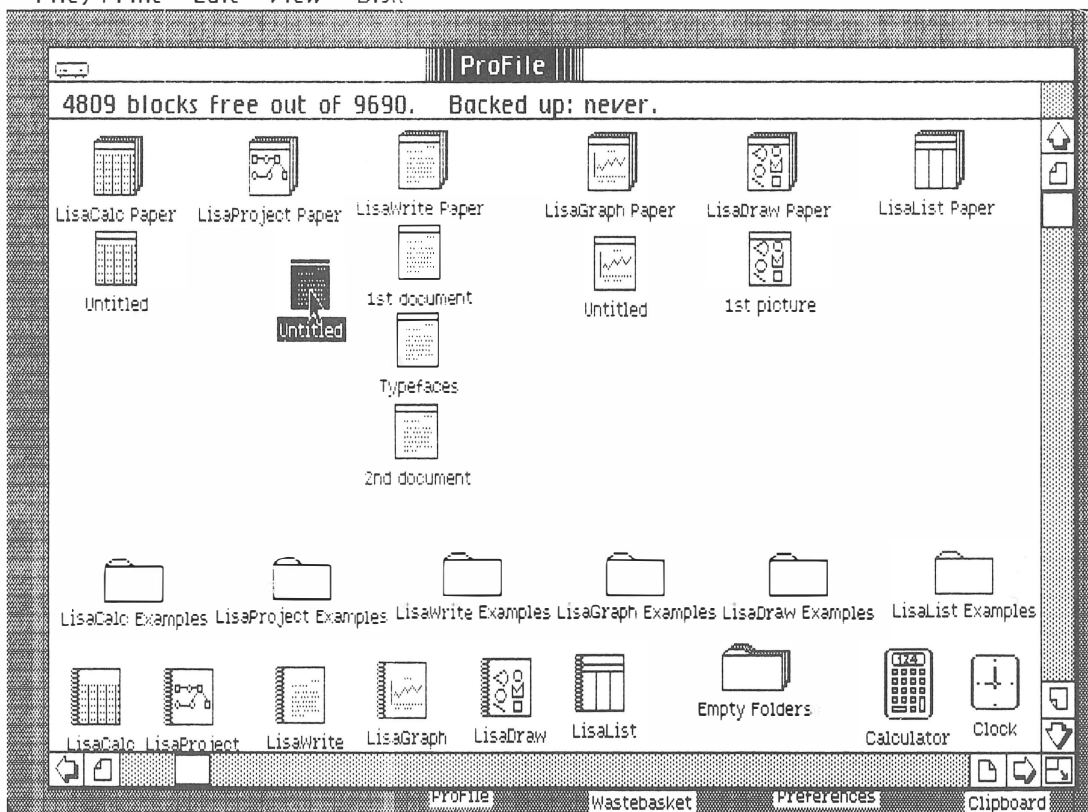 File/Print Edit View Disk
ProFile
4809 blocks free out of 9690. Backed up: never.
LisaCalc Paper LisaProject Paper LisaWrite Paper LisaGraph Paper LisaDraw Paper LisaList Paper
Untitled Untitled 1st document Untitled 1st picture
Typefaces
2nd document
LisaCalc Examples LisaProject Examples LisaWrite Examples LisaGraph Examples LisaDraw Examples LisaList Examples
124
LisaCalc LisaProject LisaWrite LisaGraph LisaDraw LisaList Empty Folders Calculator Clock
ProFile Wastebasket Preferences Clipboard